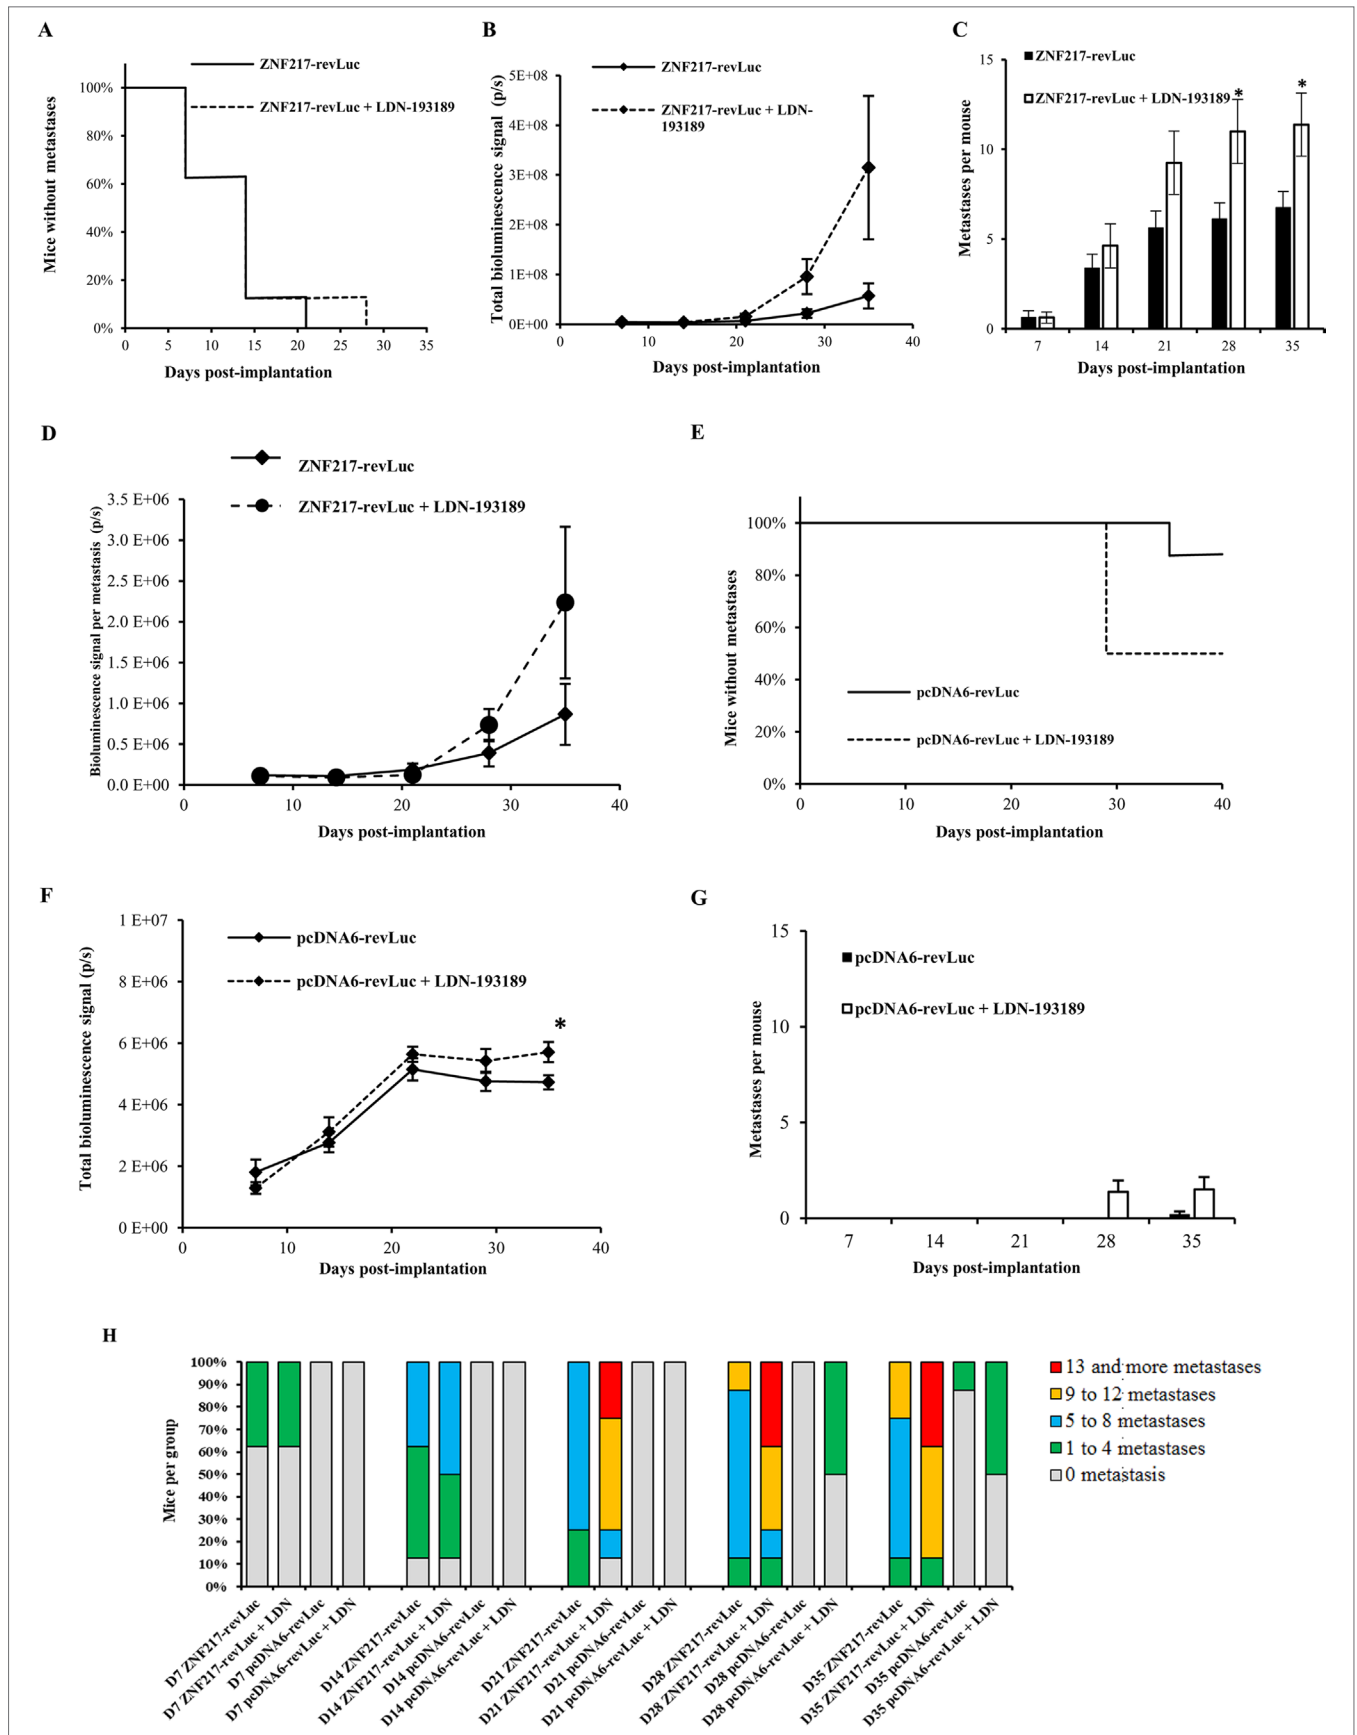 A
ZNF217-revLuc
ZNF217-revLuc + LDN-193189
100%
80%
60%
40%
20%
0%
Mice without metastases
0 5 10 15 20 25 30 35
Days post-implantation
B
ZNF217-revLuc
ZNF217-revLuc + LDN-
193189
5E+08
4E+08
3E+08
2E+08
1E+08
0E+00
Total bioluminescence signal (p/s)
0 10 20 30 40
Days post-implantation
C
ZNF217-revLuc
ZNF217-revLuc + LDN-193189
* *
15
10
5
0
Metastases per mouse
7 14 21 28 35
Days post-implantation
D
ZNF217-revLuc
ZNF217-revLuc + LDN-193189
3.5 E+06
3.0 E+06
2.5 E+06
2.0 E+06
1.5 E+06
1.0 E+06
0.5 E+06
0.0 E+00
Bioluminescence signal per metastasis (p/s)
0 10 20 30 40
Days post-implantation
E
100%
80%
60%
40%
20%
0%
Mice without metastases
pcDNA6-revLuc
pcDNA6-revLuc + LDN-193189
0 10 20 30 40
Days post-implantation
F
1 E+07
8 E+06
6 E+06
4 E+06
2 E+06
0 E+00
Total bioluminescence signal (p/s)
pcDNA6-revLuc
pcDNA6-revLuc + LDN-193189
*
0 10 20 30 40
Days post-implantation
G
15
10
5
0
Metastases per mouse
pcDNA6-revLuc
pcDNA6-revLuc + LDN-193189
7 14 21 28 35
Days post-implantation
H
100%
90%
80%
70%
60%
50%
40%
30%
20%
10%
0%
Mice per group
13 and more metastases
9 to 12 metastases
5 to 8 metastases
1 to 4 metastases
0 metastasis
D7 ZNF217-revLuc
D7 ZNF217-revLuc + LDN
D7 pcDNA6-revLuc
D7 pcDNA6-revLuc + LDN
D14 ZNF217-revLuc
D14 ZNF217-revLuc + LDN
D14 pcDNA6-revLuc
D14 pcDNA6-revLuc + LDN
D21 ZNF217-revLuc
D21 ZNF217-revLuc + LDN
D21 pcDNA6-revLuc
D21 pcDNA6-revLuc + LDN
D28 ZNF217-revLuc
D28 ZNF217-revLuc + LDN
D28 pcDNA6-revLuc
D28 pcDNA6-revLuc + LDN
D35 ZNF217-revLuc
D35 ZNF217-revLuc + LDN
D35 pcDNA6-revLuc
D35 pcDNA6-revLuc + LDN